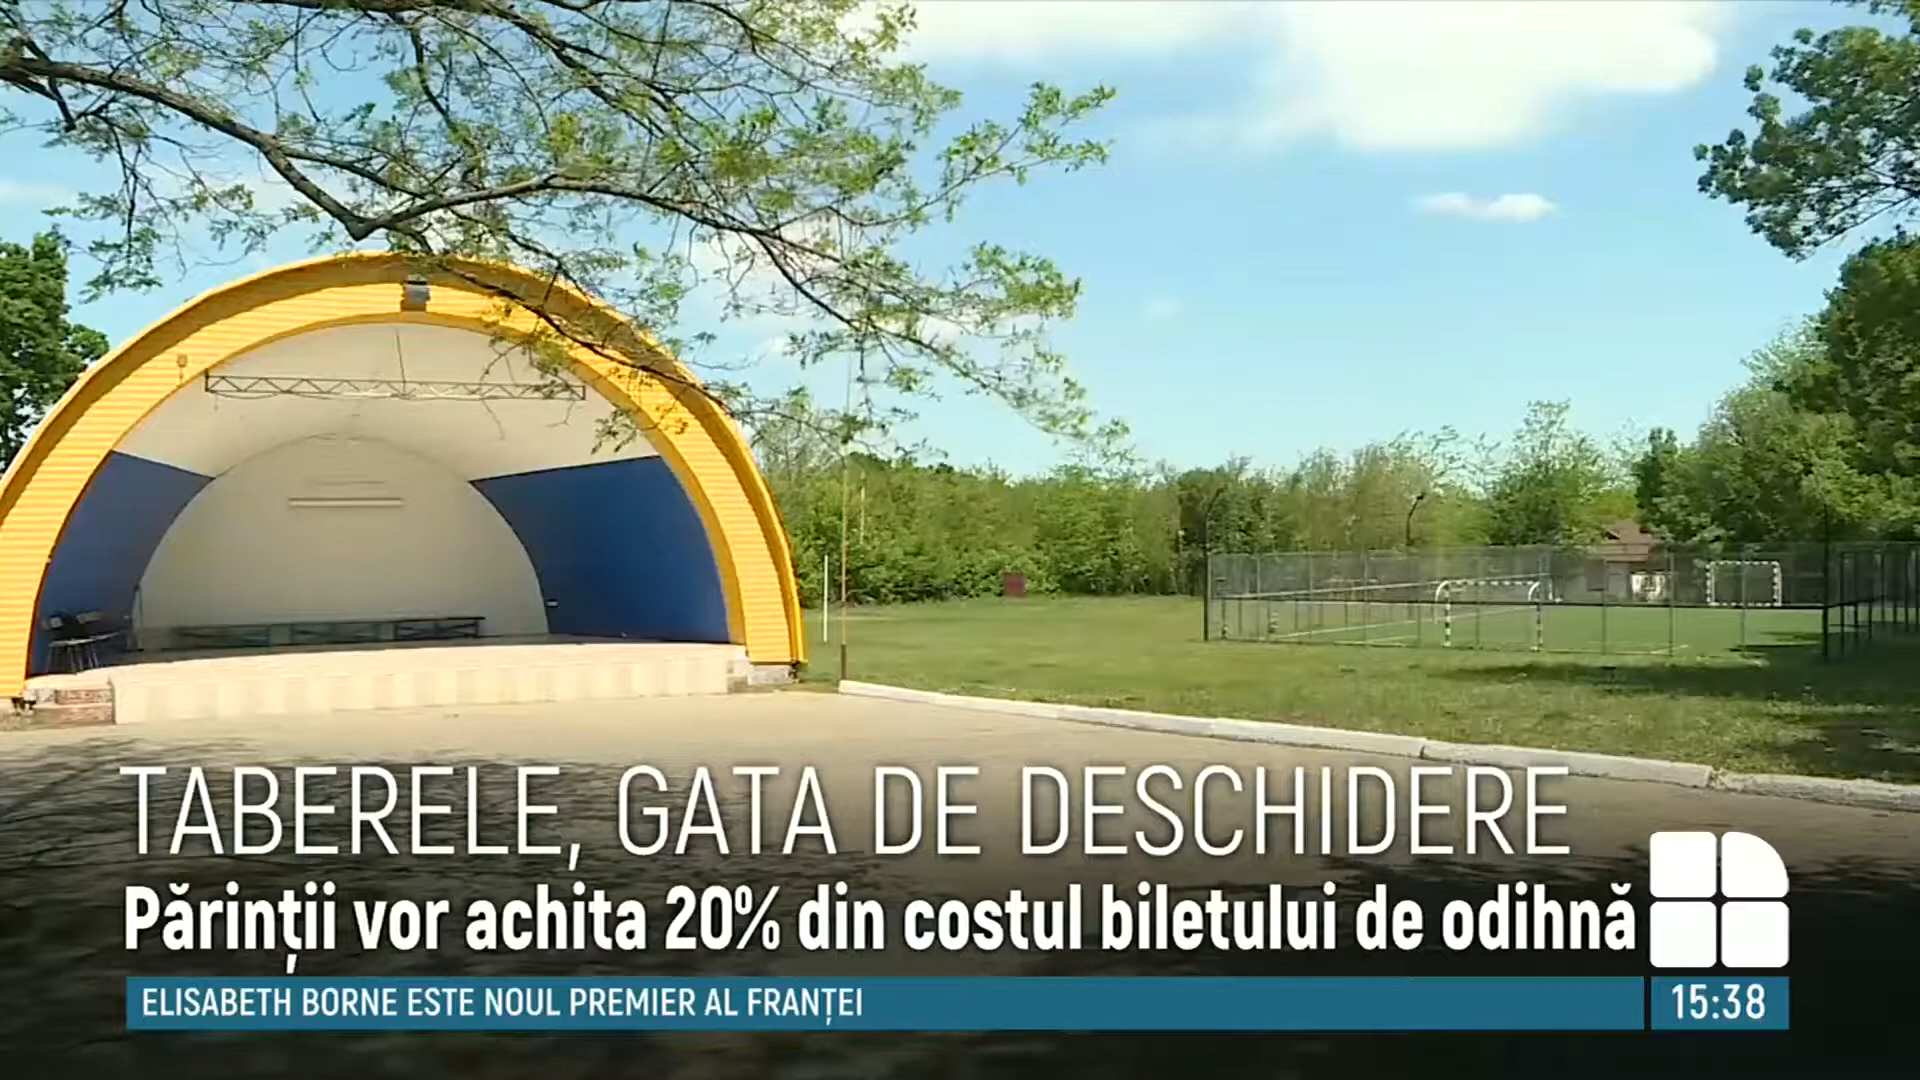 TABERELE, GATA DE DESCHIDERE
Părinții vor achita 20% din costul biletului de odihnă
ELISABETH BORNE ESTE NOUL PREMIER AL FRANȚEI
15:38